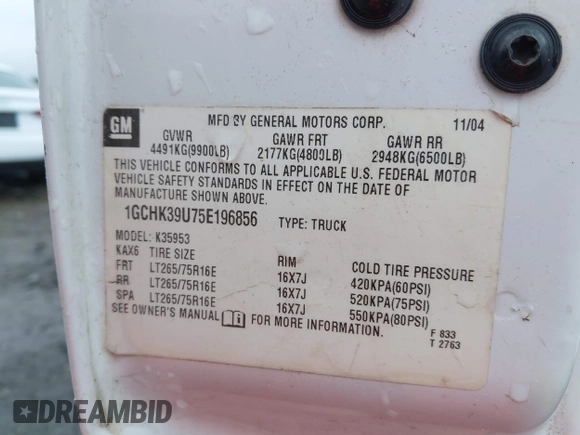 GM
MFD BY GENERAL MOTORS CORP. 11/04
GVWR GAWR FRT GAWR RR
4491KG(9900LB) 2177KG(4800LB) 2948KG(6500LB)
THIS VEHICLE CONFORMS TO ALL APPLICABLE U.S. FEDERAL MOTOR
VEHICLE SAFETY STANDARDS IN EFFECT ON THE DATE OF
MANUFACTURE SHOWN ABOVE.
1GCHK39U75E196856 TYPE: TRUCK
MODEL: K35953
KAX6 TIRE SIZE RIM COLD TIRE PRESSURE
FRT LT265/75R16E 16X7J 420KPA(60PSI)
RR LT265/75R16E 16X7J 520KPA(75PSI)
SPA LT265/75R16E 16X7J 550KPA(80PSI)
SEE OWNER'S MANUAL FOR MORE INFORMATION.
F 833
T 2763
DREAMBID